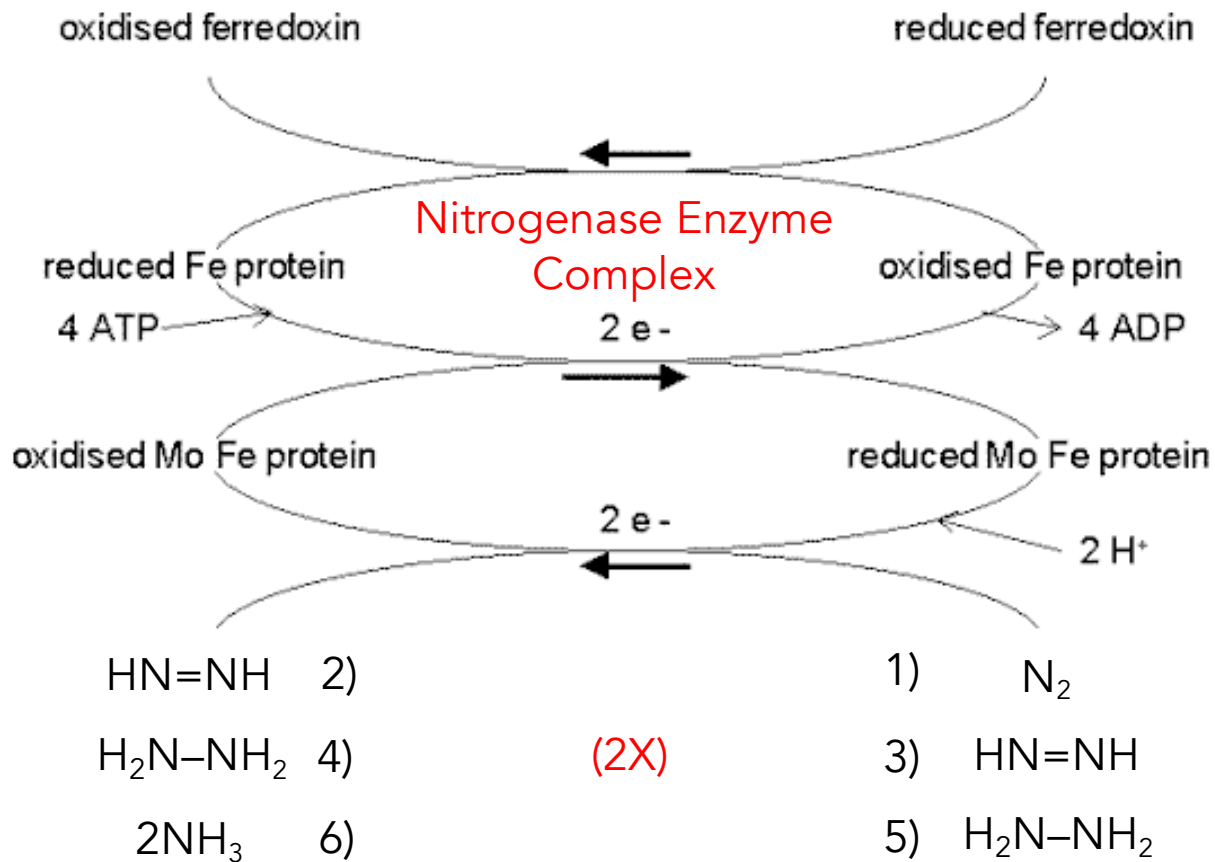 oxidised ferredoxin
reduced ferredoxin
Nitrogenase Enzyme
Complex
reduced Fe protein
oxidised Fe protein
4 ATP
2 e -
4 ADP
oxidised Mo Fe protein
reduced Mo Fe protein
2 e -
2 H⁺
HN=NH 2)
1) N₂
H₂N–NH₂ 4)
(2X)
3) HN=NH
2NH₃ 6)
5) H₂N–NH₂